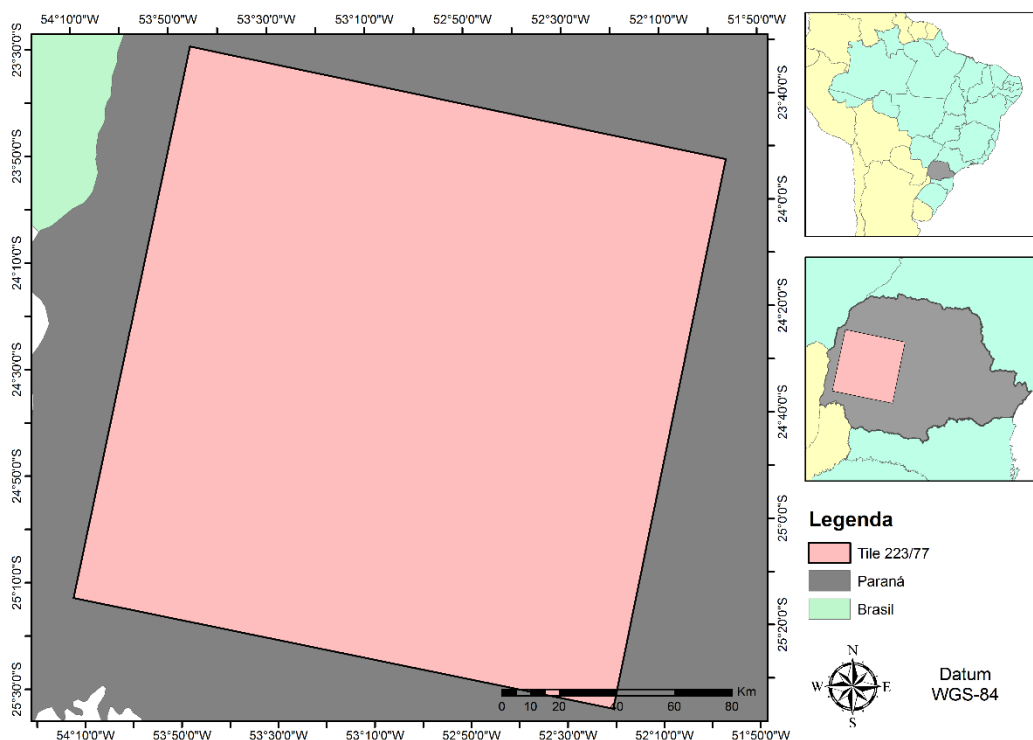 54°10'0"W 53°50'0"W 53°30'0"W 53°10'0"W 52°50'0"W 52°30'0"W 52°10'0"W 51°50'0"W
23°30'0"S
23°50'0"S
24°10'0"S
24°30'0"S
24°50'0"S
25°10'0"S
25°30'0"S
23°40'0"S
24°0'0"S
24°20'0"S
24°40'0"S
25°0'0"S
25°20'0"S
Km
0 5 10 20 40 60 80
54°10'0"W 53°50'0"W 53°30'0"W 53°10'0"W 52°50'0"W 52°30'0"W 52°10'0"W 51°50'0"W
Legenda
Tile 223/77
Paraná
Brasil
N
W E
S
Datum
WGS-84